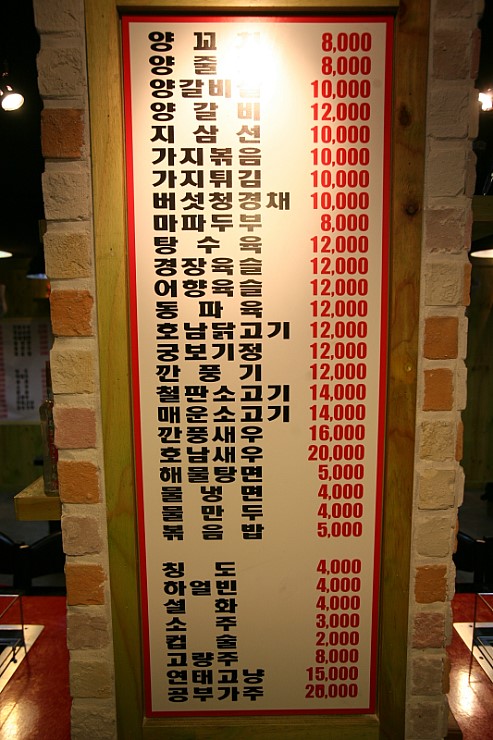 양 꼬 치 8,000
양 줄 8,000
양갈비살 10,000
양 갈 비 12,000
지 삼 선 10,000
가지볶음 10,000
가지튀김 10,000
버섯청경채 10,000
마파두부 8,000
탕 수 육 12,000
경장육슬 12,000
어향육슬 12,000
동 파 육 12,000
호남닭고기 12,000
궁보기정 12,000
깐 풍 기 12,000
철판소고기 14,000
매운소고기 14,000
깐풍새우 16,000
호남새우 20,000
해물탕면 5,000
물 냉 면 4,000
물 만 두 4,000
볶 음 밥 5,000
칭 도 4,000
하얼빈 4,000
설 화 4,000
소 주 3,000
컵 술 2,000
고량주 8,000
연태고냥 15,000
공부가주 20,000